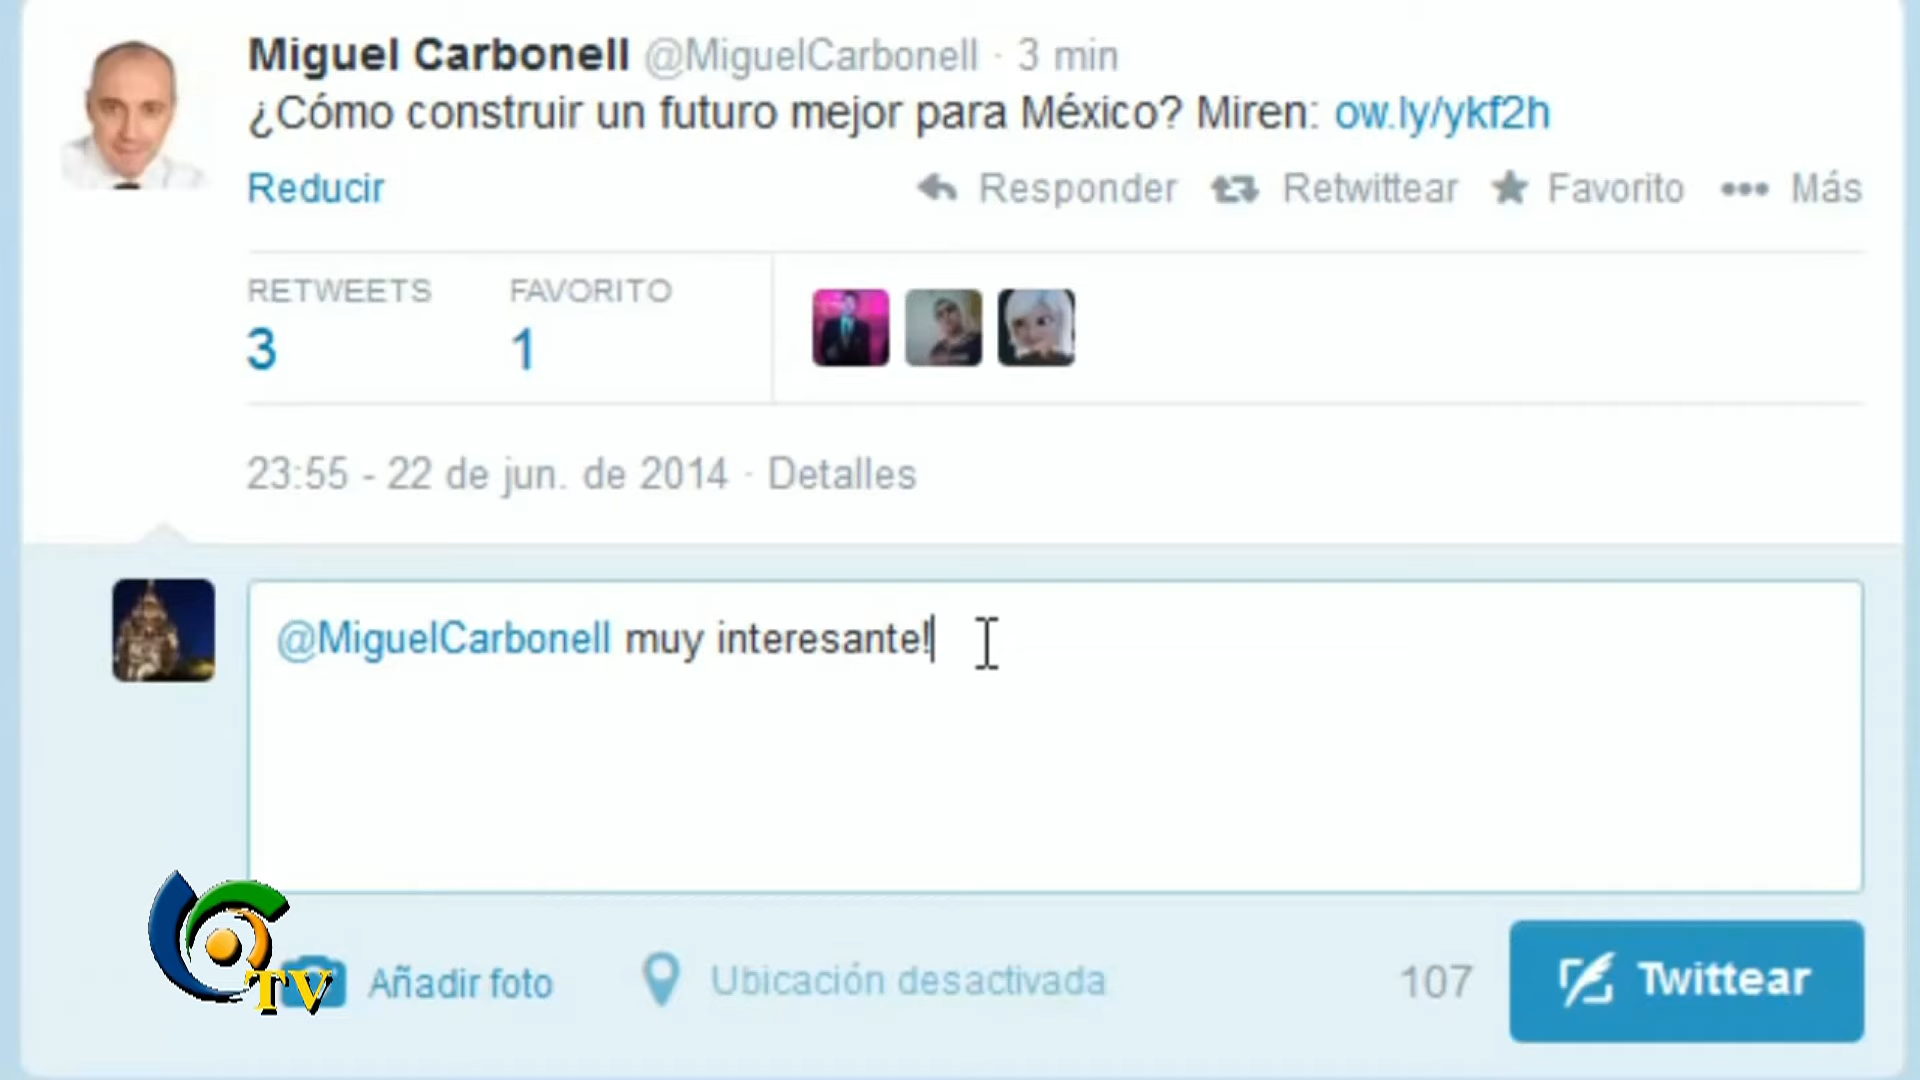 Miguel Carbonell @MiguelCarbonell · 3 min
¿Cómo construir un futuro mejor para México? Miren: ow.ly/ykf2h
Reducir Responder Retwittear Favorito Más
RETWEETS FAVORITO
3 1
23:55 - 22 de jun. de 2014 · Detalles
@MiguelCarbonell muy interesante!
TV Añadir foto Ubicación desactivada 107 Twittear